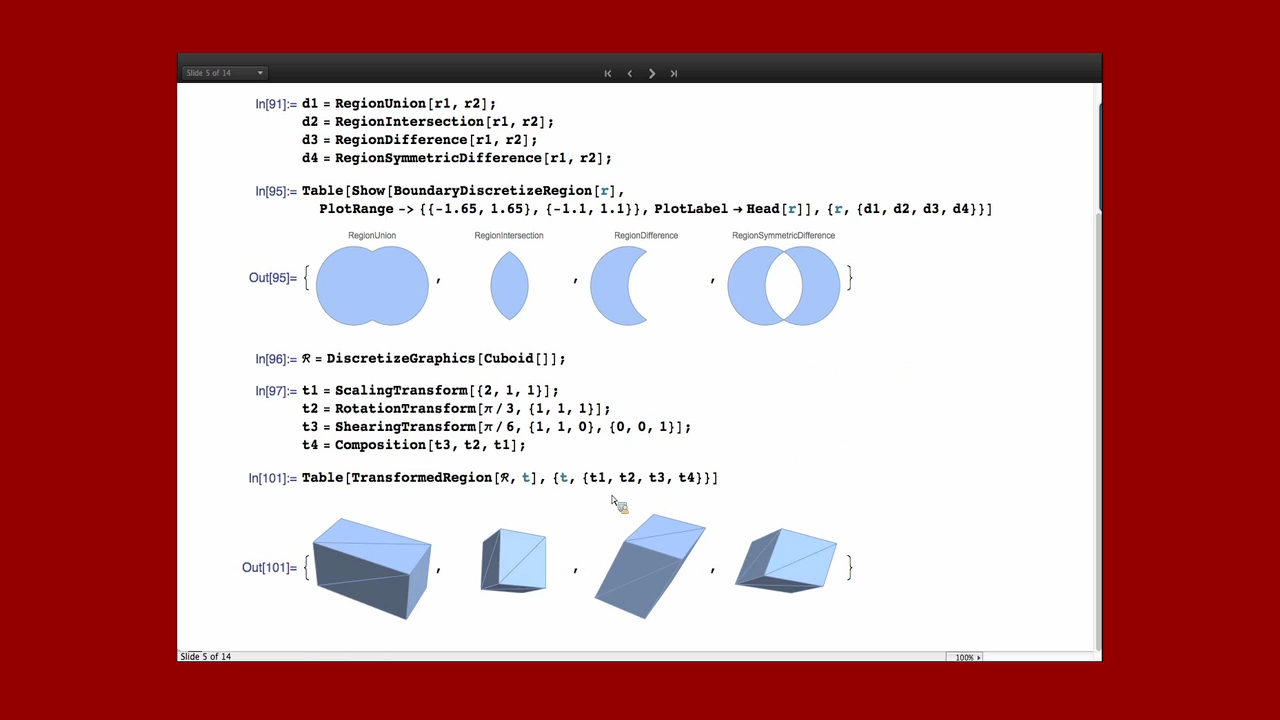 Slide 5 of 14
In[91]:= d1 = RegionUnion[r1, r2];
d2 = RegionIntersection[r1, r2];
d3 = RegionDifference[r1, r2];
d4 = RegionSymmetricDifference[r1, r2];
In[95]:= Table[Show[BoundaryDiscretizeRegion[r],
PlotRange -> {{-1.65, 1.65}, {-1.1, 1.1}}, PlotLabel → Head[r]], {r, {d1, d2, d3, d4}}]
RegionUnion RegionIntersection RegionDifference RegionSymmetricDifference
Out[95]= { , , , }
In[96]:= ℛ = DiscretizeGraphics[Cuboid[]];
In[97]:= t1 = ScalingTransform[{2, 1, 1}];
t2 = RotationTransform[π/3, {1, 1, 1}];
t3 = ShearingTransform[π/6, {1, 1, 0}, {0, 0, 1}];
t4 = Composition[t3, t2, t1];
In[101]:= Table[TransformedRegion[ℛ, t], {t, {t1, t2, t3, t4}}]
Out[101]= { , , , }
Slide 5 of 14 100%